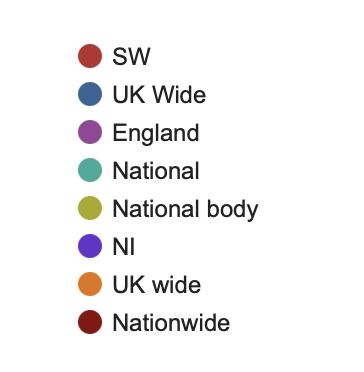 SW
UK Wide
England
National
National body
NI
UK wide
Nationwide